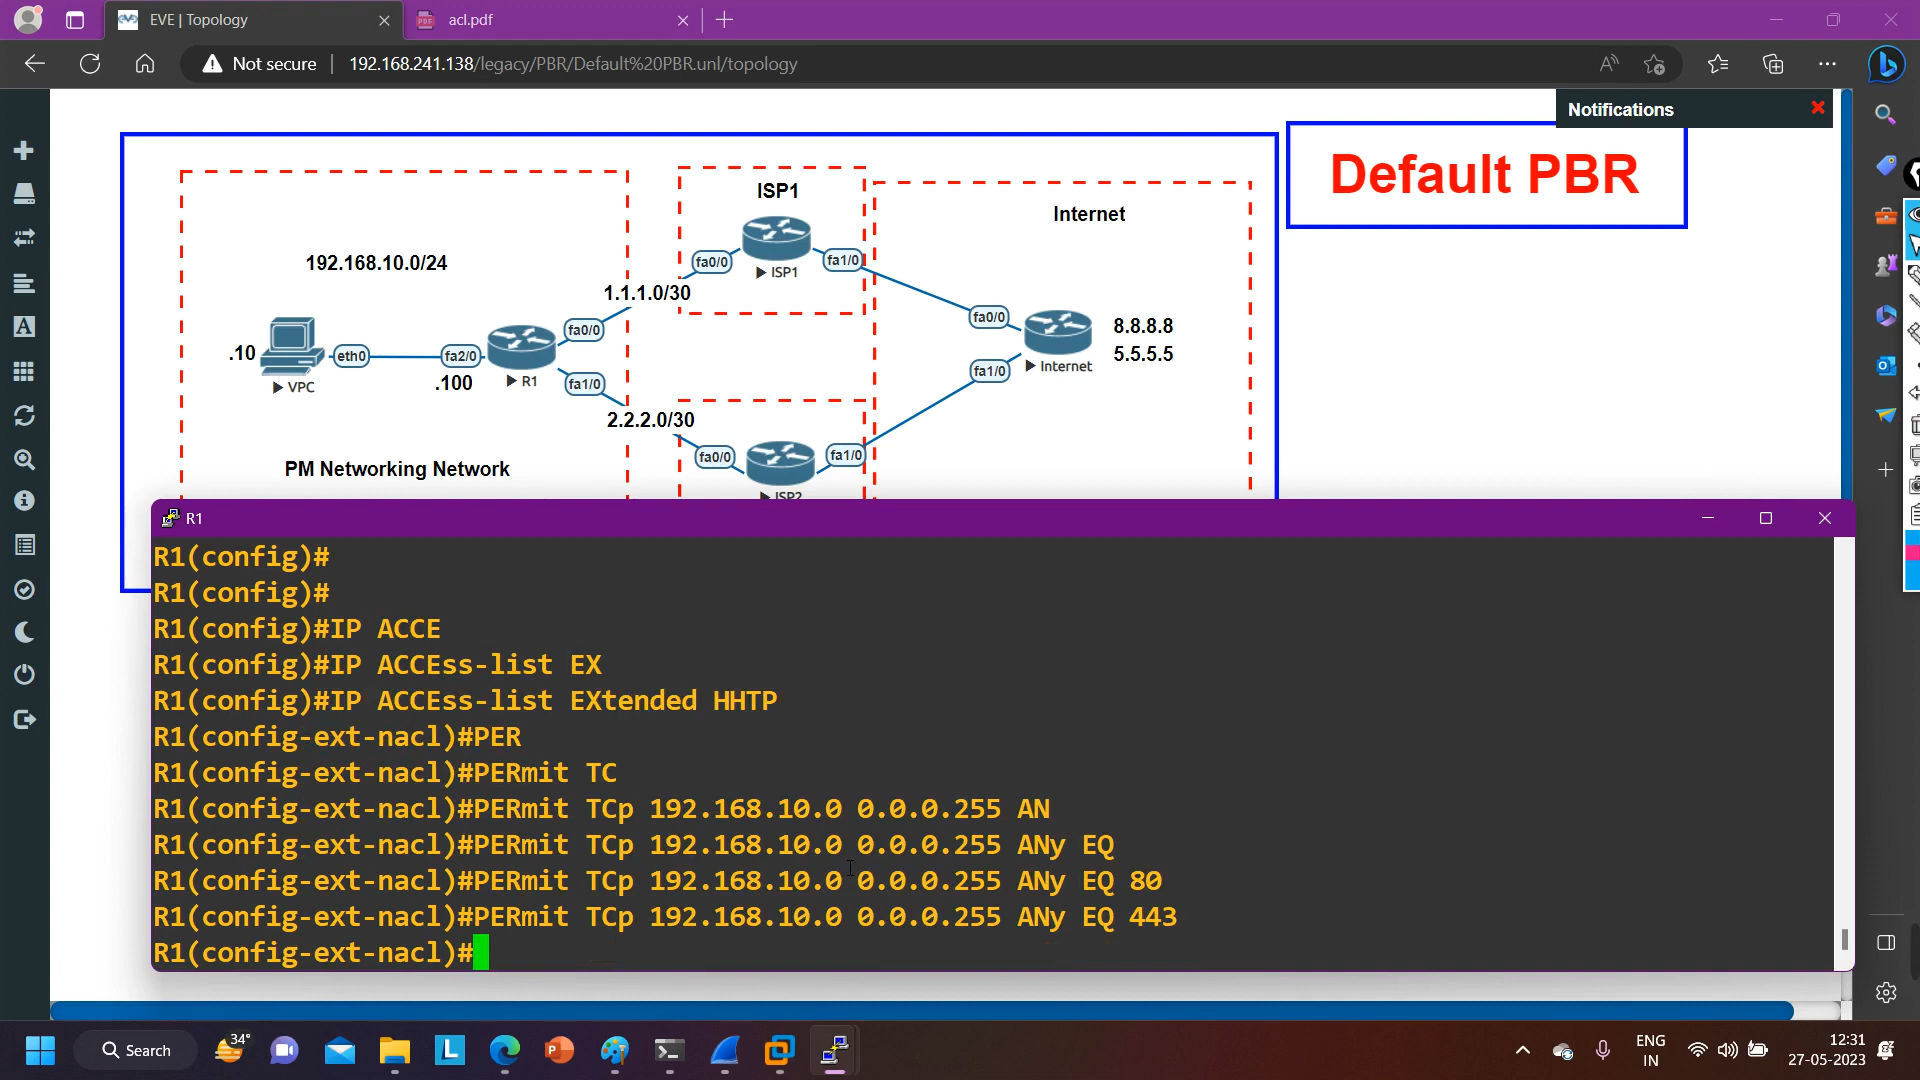 EVE | Topology
acl.pdf
Not secure
192.168.241.138/legacy/PBR/Default%20PBR.unl/topology
Notifications
Default PBR
ISP1
Internet
192.168.10.0/24
fa0/0
ISP1
fa1/0
1.1.1.0/30
fa0/0
fa0/0
8.8.8.8
.10
eth0
fa2/0
5.5.5.5
VPC
.100
R1
fa1/0
fa1/0
Internet
2.2.2.0/30
fa0/0
fa1/0
PM Networking Network
ISP2
R1
R1(config)#
R1(config)#
R1(config)#IP ACCE
R1(config)#IP ACCEss-list EX
R1(config)#IP ACCEss-list EXtended HHTP
R1(config-ext-nacl)#PER
R1(config-ext-nacl)#PERmit TC
R1(config-ext-nacl)#PERmit TCp 192.168.10.0 0.0.0.255 AN
R1(config-ext-nacl)#PERmit TCp 192.168.10.0 0.0.0.255 ANy EQ
R1(config-ext-nacl)#PERmit TCp 192.168.10.0 0.0.0.255 ANy EQ 80
R1(config-ext-nacl)#PERmit TCp 192.168.10.0 0.0.0.255 ANy EQ 443
R1(config-ext-nacl)#
Search
34°
ENG
IN
12:31
27-05-2023